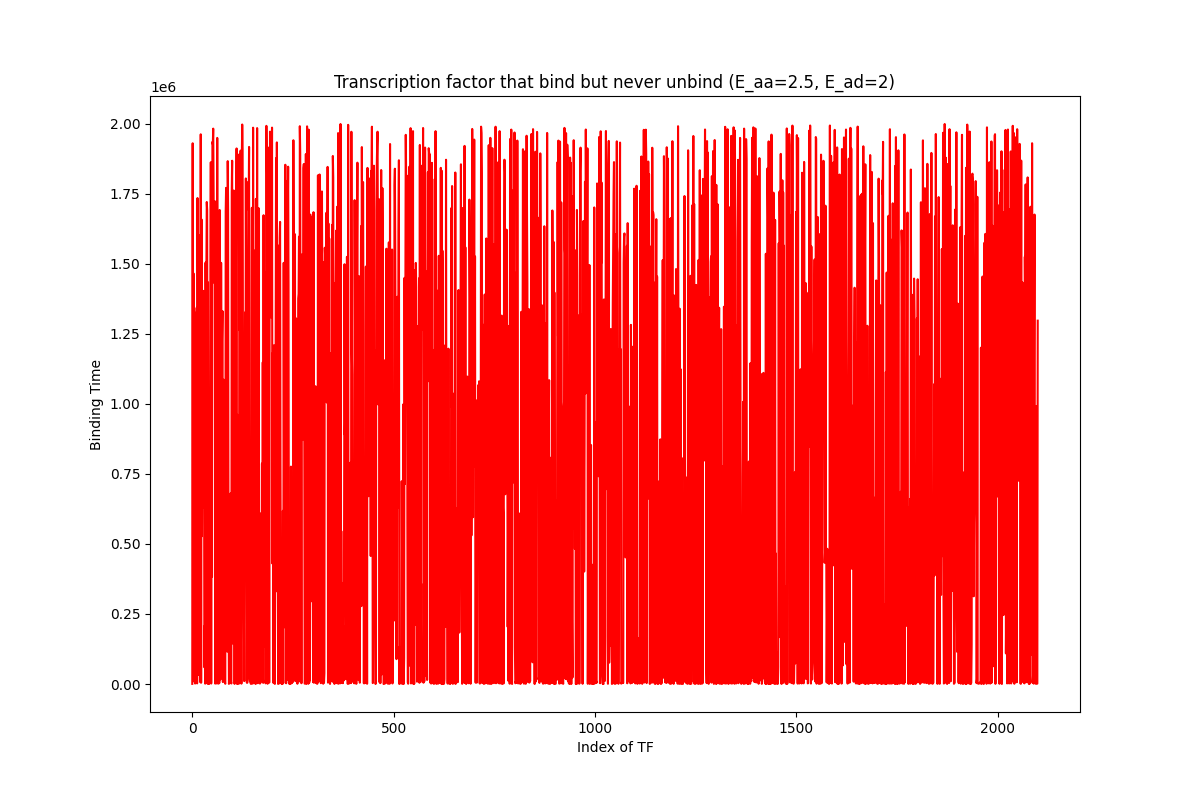 Transcription factor that bind but never unbind (E_aa=2.5, E_ad=2)
1e6
2.00
1.75
1.50
1.25
1.00
0.75
0.50
0.25
0.00
Binding Time
0 500 1000 1500 2000
Index of TF